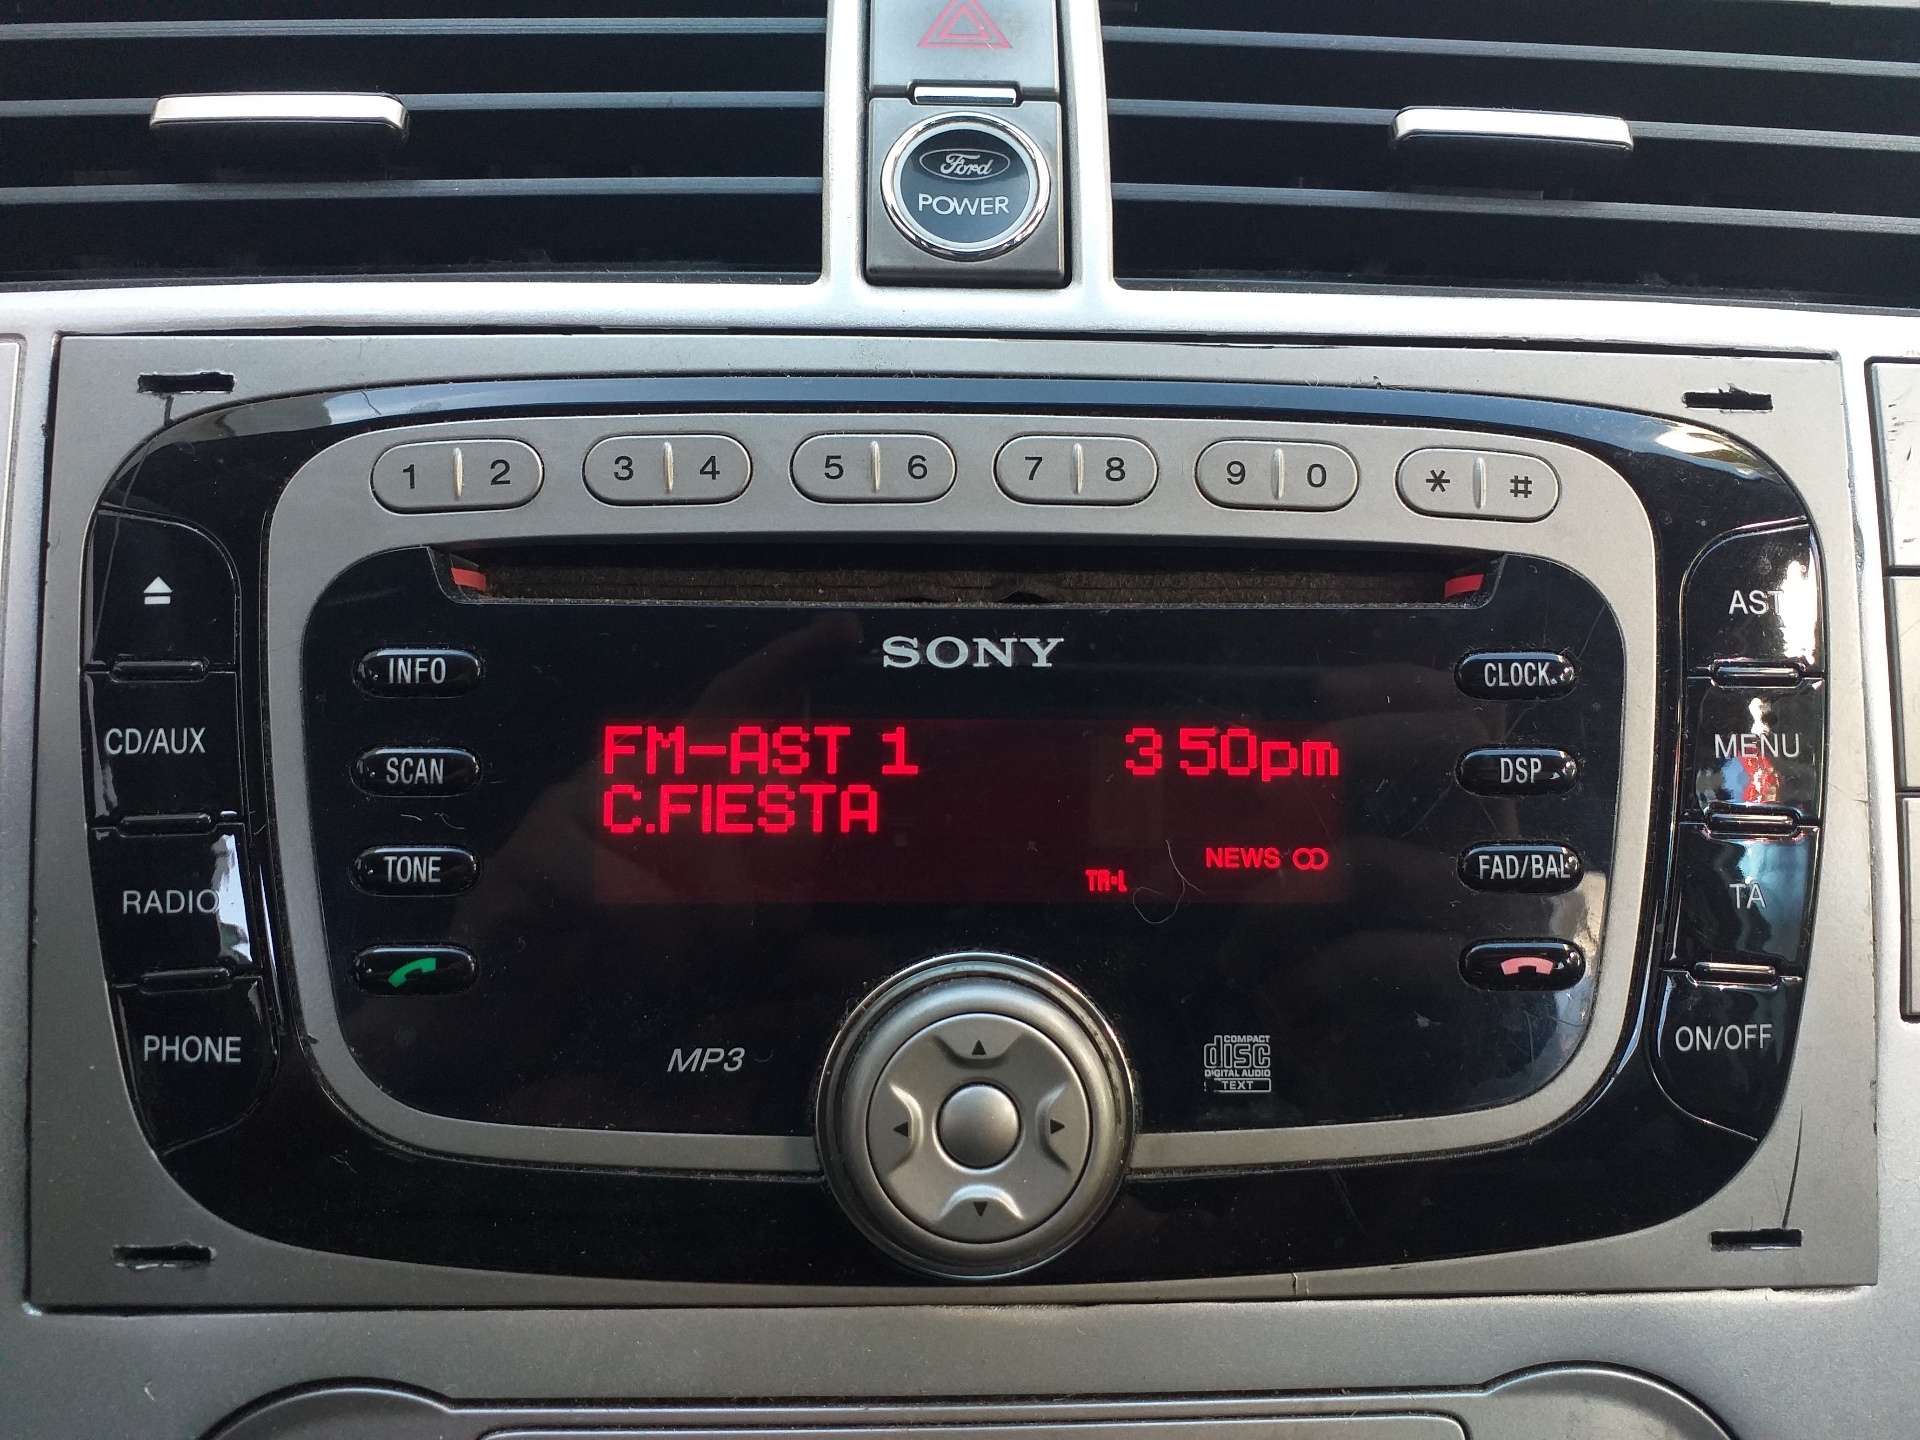 Ford
POWER
1 2 3 4 5 6 7 8 9 0 * #
SONY
INFO
CLOCK
AST
CD/AUX
SCAN
FM-AST 1 3 50pm
C.FIESTA
DSP
MENU
RADIO
TONE
NEWS
TR•L
FAD/BAL
TA
PHONE
MP3
COMPACT
disc
DIGITAL AUDIO
TEXT
ON/OFF